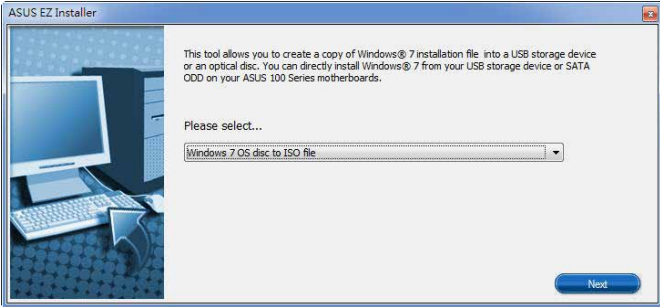 ASUS EZ Installer
This tool allows you to create a copy of Windows® 7 installation file into a USB storage device
or an optical disc. You can directly install Windows® 7 from your USB storage device or SATA
ODD on your ASUS 100 Series motherboards.
Please select...
Windows 7 OS disc to ISO file
Next